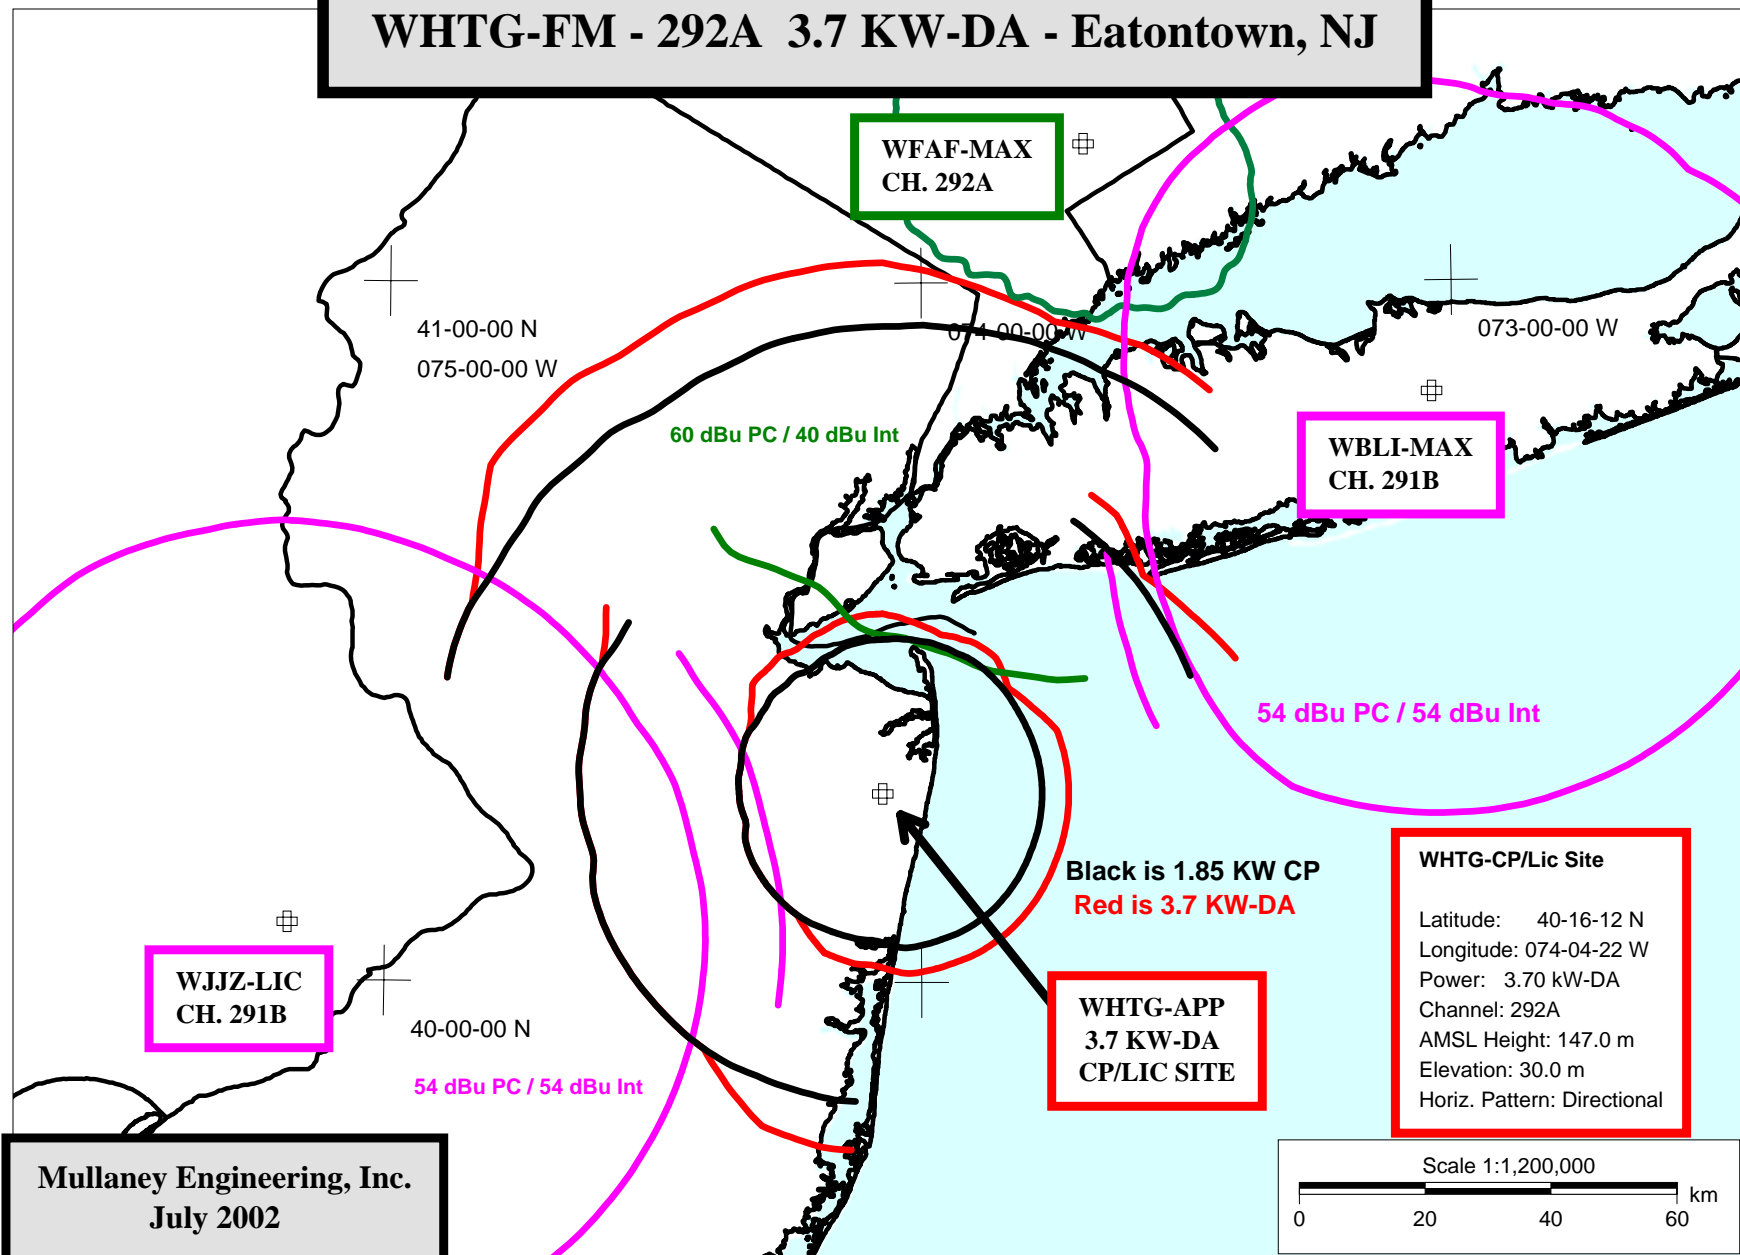 WHTG-FM - 292A  3.7 KW-DA - Eatontown, NJ
WFAF-MAX
CH. 292A
41-00-00 N
075-00-00 W
074-00-00 W
073-00-00 W
60 dBu PC / 40 dBu Int
WBLI-MAX
CH. 291B
54 dBu PC / 54 dBu Int
Black is 1.85 KW CP
Red is 3.7 KW-DA
WHTG-CP/Lic Site
Latitude: 40-16-12 N
Longitude: 074-04-22 W
Power: 3.70 kW-DA
Channel: 292A
AMSL Height: 147.0 m
Elevation: 30.0 m
Horiz. Pattern: Directional
WJJZ-LIC
CH. 291B
40-00-00 N
WHTG-APP
3.7 KW-DA
CP/LIC SITE
54 dBu PC / 54 dBu Int
Mullaney Engineering, Inc.
July 2002
Scale 1:1,200,000
km
0 20 40 60